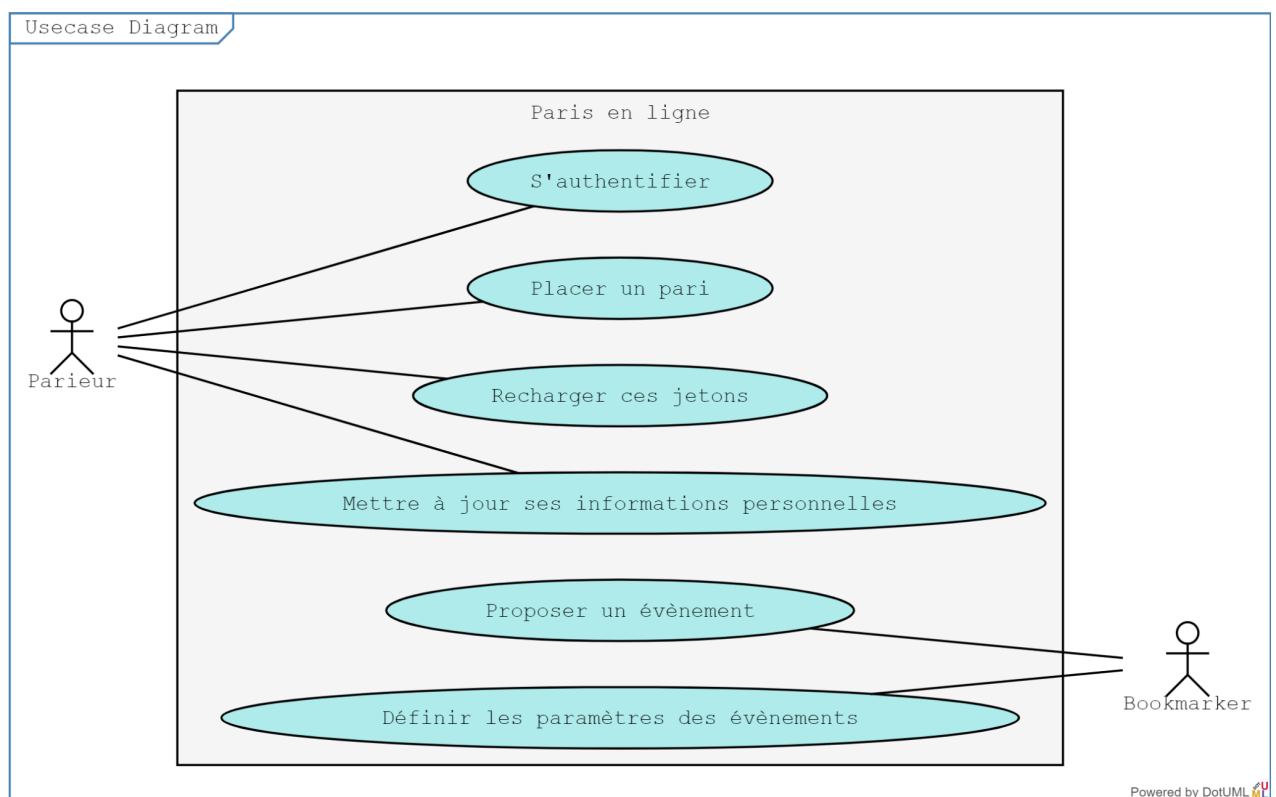 Usecase Diagram
Paris en ligne
S'authentifier
Placer un pari
Parieur
Recharger ces jetons
Mettre à jour ses informations personnelles
Proposer un évènement
Bookmarker
Définir les paramètres des évènements
Powered by DotUML